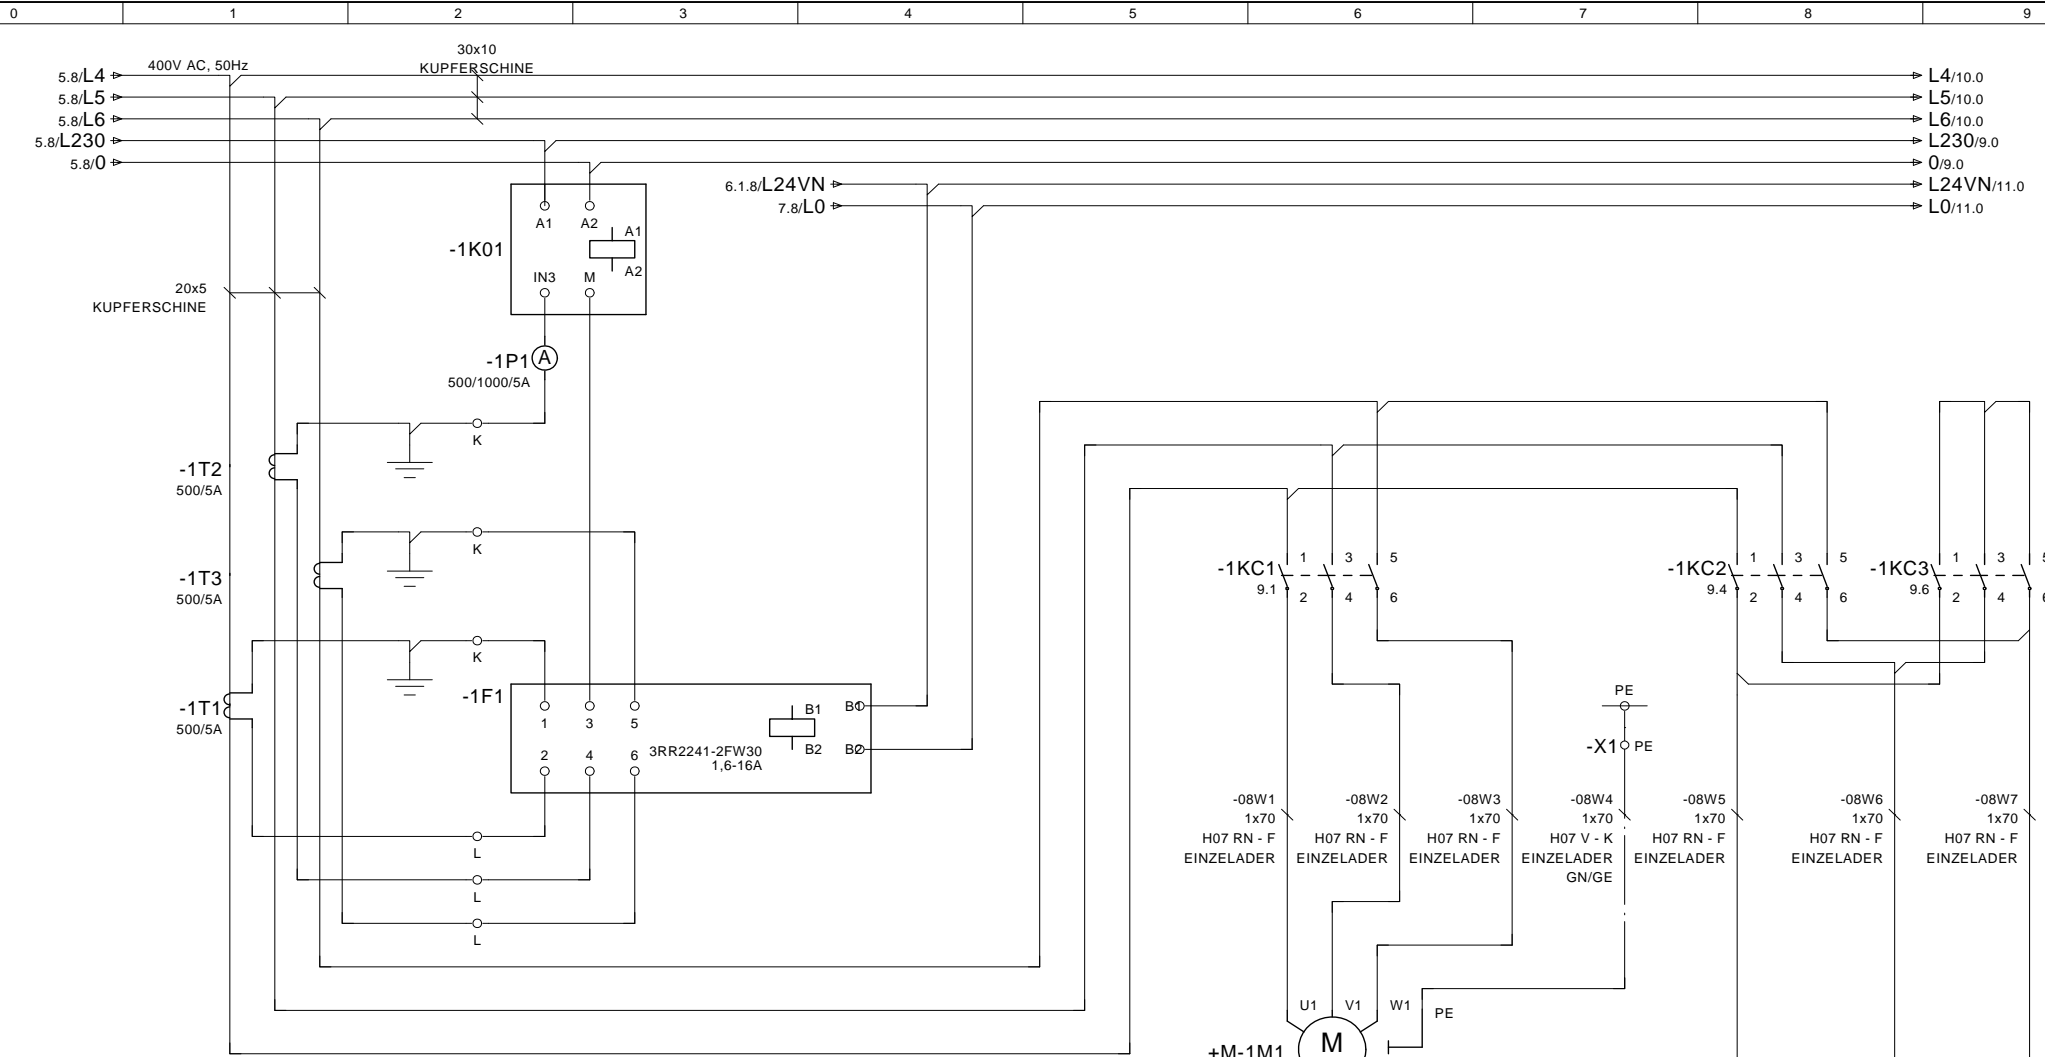 0 1 2 3 4 5 6 7 8 9
30x10
400V AC, 50Hz KUPFERSCHINE
5.8/L4 L4/10.0
5.8/L5 L5/10.0
5.8/L6 L6/10.0
5.8/L230 L230/9.0
5.8/0 0/9.0
6.1.8/L24VN L24VN/11.0
7.8/L0 L0/11.0
A1 A2 A1
-1K01
A2
IN3 M
20x5
KUPFERSCHINE
-1P1 A
500/1000/5A
K
-1T2
500/5A
K
-1T3
500/5A
K
-1T1
500/5A
-1F1
1 3 5
2 4 6
3RR2241-2FW30
1,6-16A
B1 B1
B2 B2
L
L
L
-1KC1 1 3 5
9.1 2 4 6
-1KC2 1 3 5
9.4 2 4 6
-1KC3 1 3 5
9.6 2 4 6
PE
-X1 PE
-08W1
1x70
H07 RN - F
EINZELADER
-08W2
1x70
H07 RN - F
EINZELADER
-08W3
1x70
H07 RN - F
EINZELADER
-08W4
1x70
H07 V - K
EINZELADER
GN/GE
-08W5
1x70
H07 RN - F
EINZELADER
-08W6
1x70
H07 RN - F
EINZELADER
-08W7
1x70
H07 RN - F
EINZELADER
U1 V1 W1 PE
+M-1M1 M